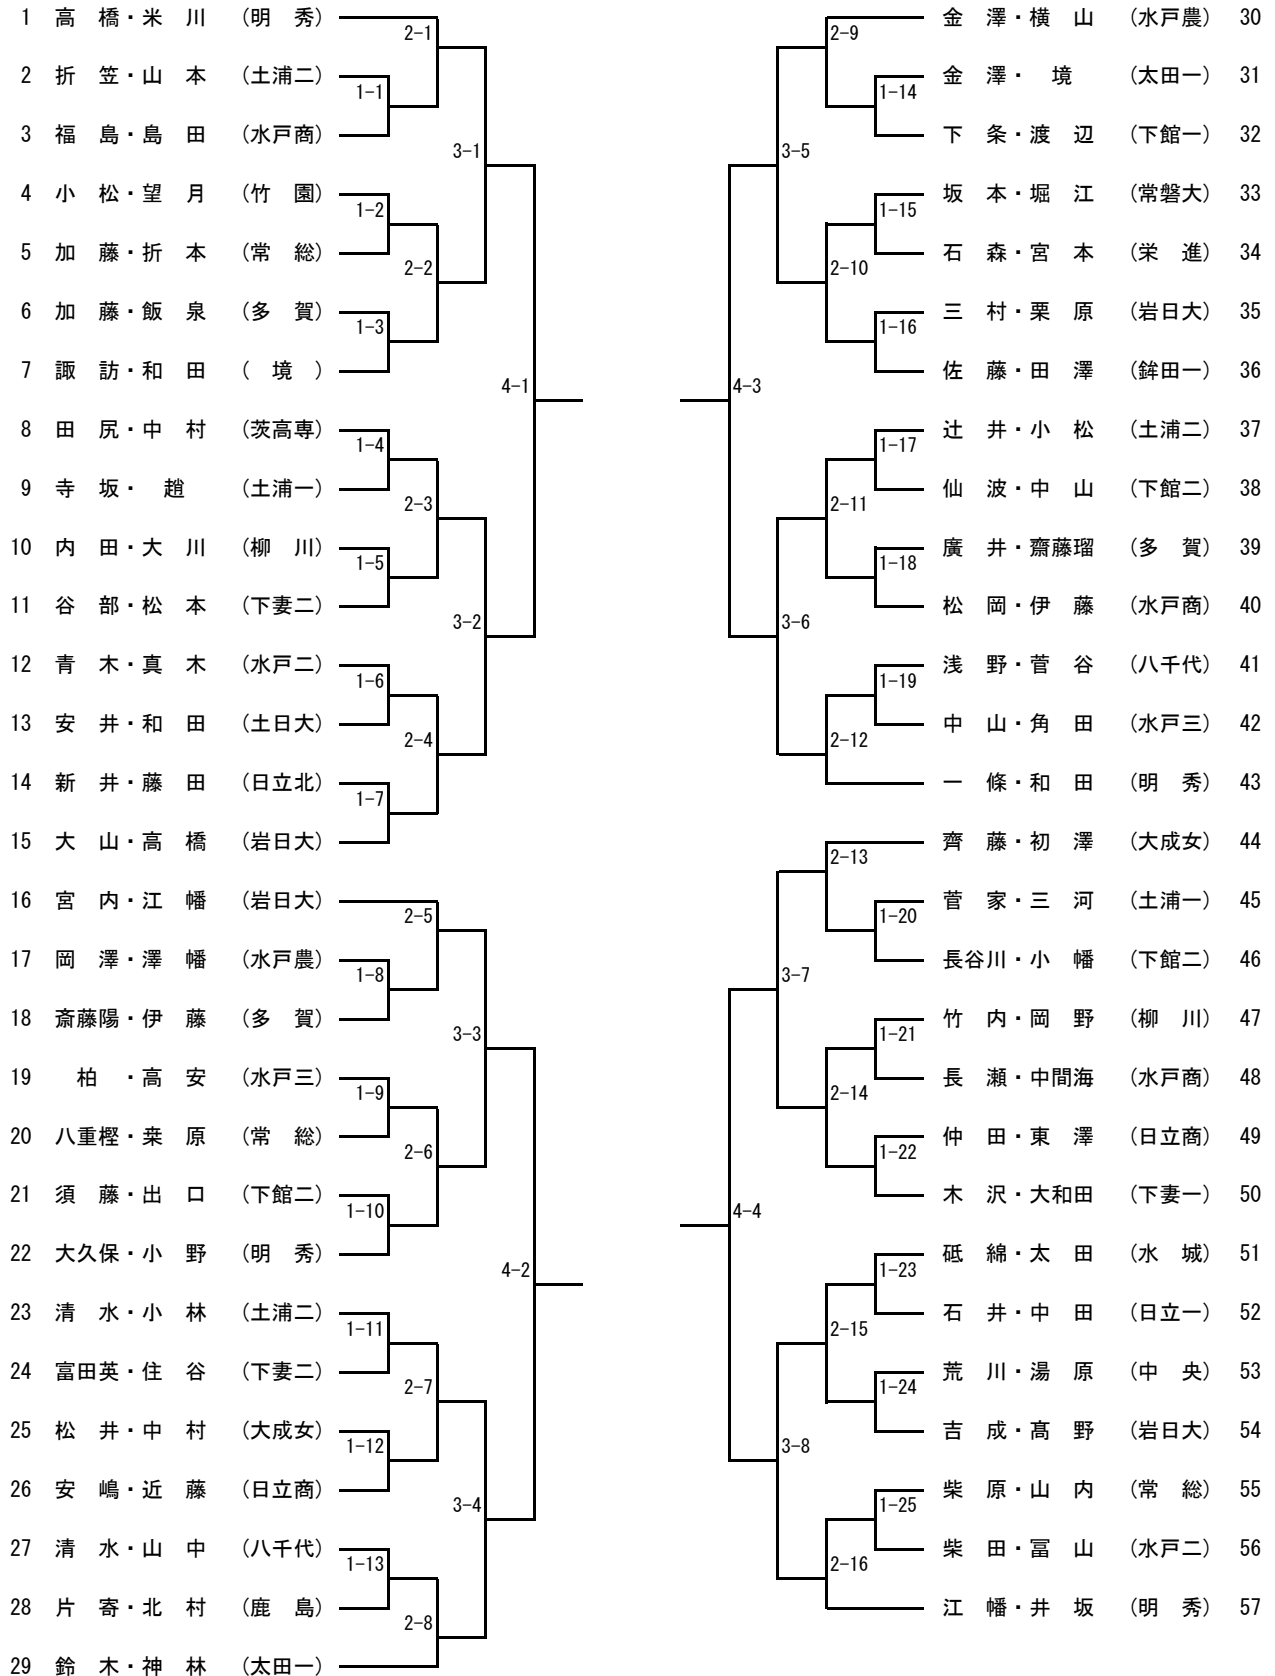 1 高 橋・米 川 (明 秀)
2-1
2 折 笠・山 本 (土浦二)
1-1
3 福 島・島 田 (水戸商)
3-1
4 小 松・望 月 (竹 園)
1-2
5 加 藤・折 本 (常 総)
2-2
6 加 藤・飯 泉 (多 賀)
1-3
7 諏 訪・和 田 ( 境 )
4-1
8 田 尻・中 村 (茨高専)
1-4
9 寺 坂・ 趙 (土浦一)
2-3
10 内 田・大 川 (柳 川)
1-5
11 谷 部・松 本 (下妻二)
3-2
12 青 木・真 木 (水戸二)
1-6
13 安 井・和 田 (土日大)
2-4
14 新 井・藤 田 (日立北)
1-7
15 大 山・高 橋 (岩日大)
16 宮 内・江 幡 (岩日大)
2-5
17 岡 澤・澤 幡 (水戸農)
1-8
18 斎藤陽・伊 藤 (多 賀)
3-3
19 柏 ・高 安 (水戸三)
1-9
20 八重樫・桒 原 (常 総)
2-6
21 須 藤・出 口 (下館二)
1-10
22 大久保・小 野 (明 秀)
4-2
23 清 水・小 林 (土浦二)
1-11
24 富田英・住 谷 (下妻二)
2-7
25 松 井・中 村 (大成女)
1-12
26 安 嶋・近 藤 (日立商)
3-4
27 清 水・山 中 (八千代)
1-13
28 片 寄・北 村 (鹿 島)
2-8
29 鈴 木・神 林 (太田一)
金 澤・横 山 (水戸農) 30
2-9
金 澤・ 境 (太田一) 31
1-14
下 条・渡 辺 (下館一) 32
3-5
坂 本・堀 江 (常磐大) 33
1-15
石 森・宮 本 (栄 進) 34
2-10
三 村・栗 原 (岩日大) 35
1-16
佐 藤・田 澤 (鉾田一) 36
4-3
辻 井・小 松 (土浦二) 37
1-17
仙 波・中 山 (下館二) 38
2-11
廣 井・齋藤瑠 (多 賀) 39
1-18
松 岡・伊 藤 (水戸商) 40
3-6
浅 野・菅 谷 (八千代) 41
1-19
中 山・角 田 (水戸三) 42
2-12
一 條・和 田 (明 秀) 43
齊 藤・初 澤 (大成女) 44
2-13
菅 家・三 河 (土浦一) 45
1-20
長谷川・小 幡 (下館二) 46
3-7
竹 内・岡 野 (柳 川) 47
1-21
長 瀬・中間海 (水戸商) 48
2-14
仲 田・東 澤 (日立商) 49
1-22
木 沢・大和田 (下妻一) 50
4-4
砥 綿・太 田 (水 城) 51
1-23
石 井・中 田 (日立一) 52
2-15
荒 川・湯 原 (中 央) 53
1-24
吉 成・髙 野 (岩日大) 54
3-8
柴 原・山 内 (常 総) 55
1-25
柴 田・冨 山 (水戸二) 56
2-16
江 幡・井 坂 (明 秀) 57